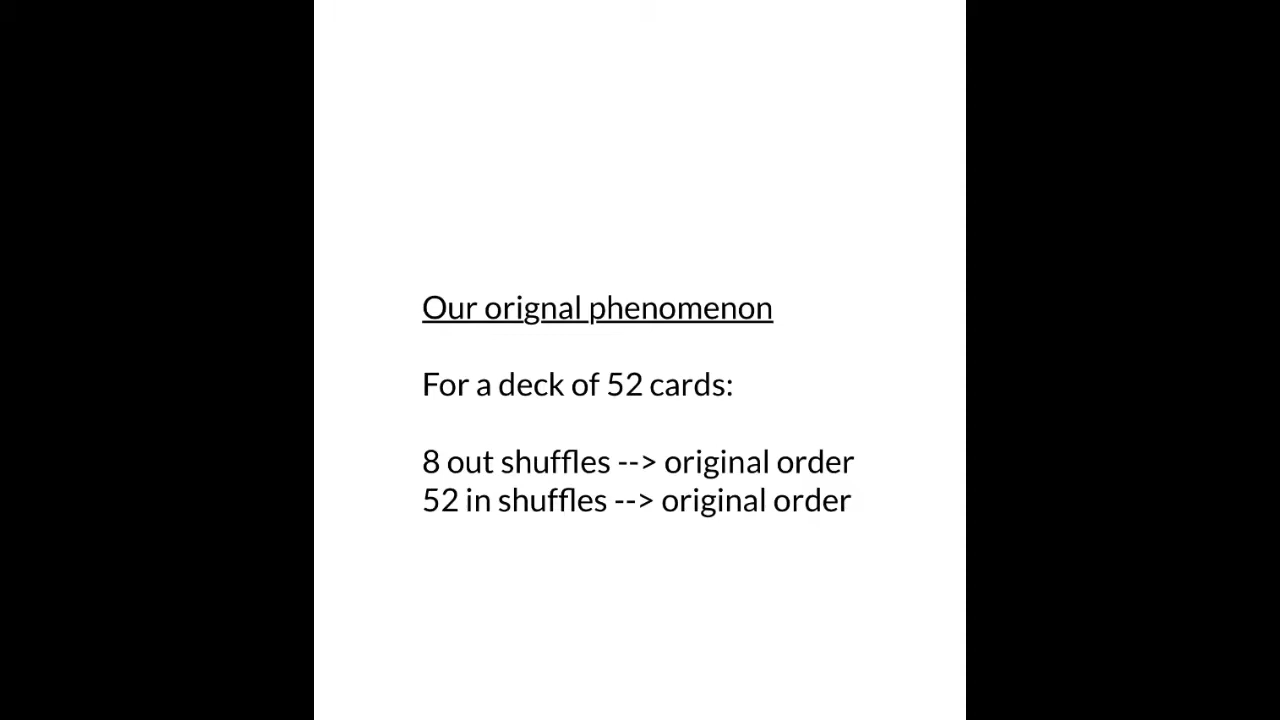 Our orignal phenomenon
For a deck of 52 cards:
8 out shuffles --> original order
52 in shuffles --> original order